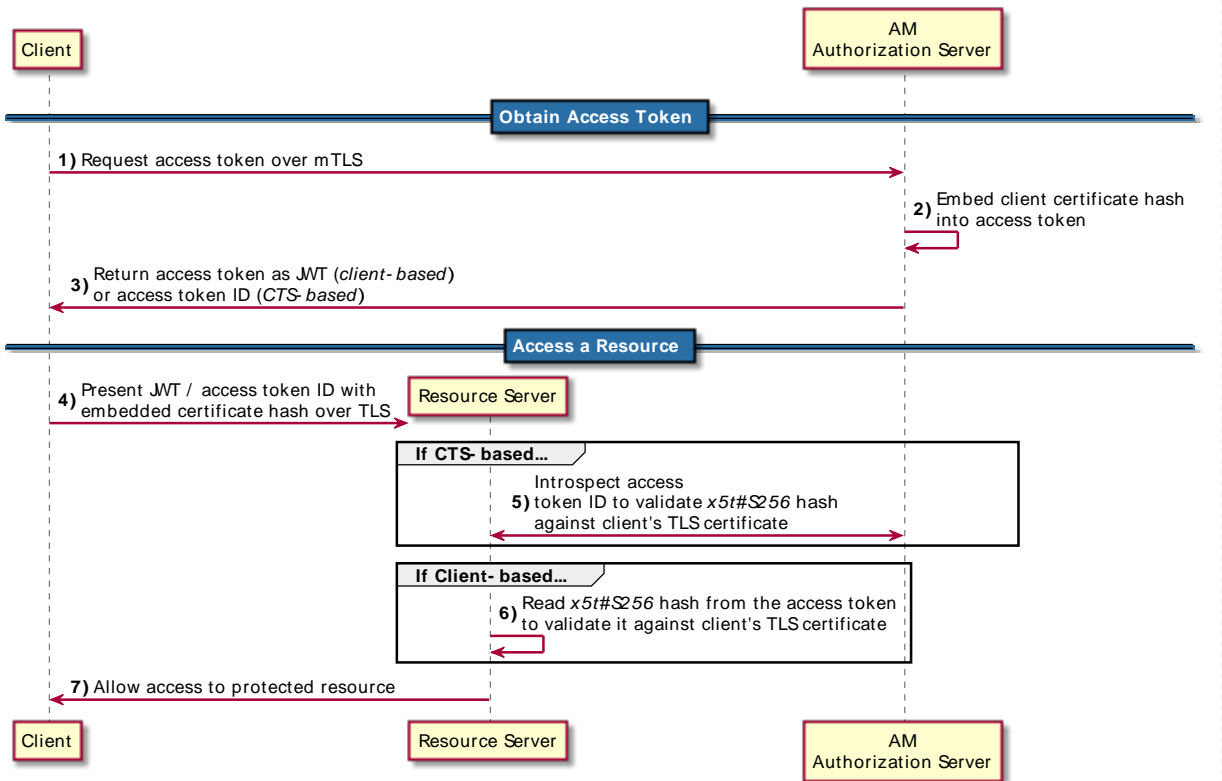 Client
AM
Authorization Server
Obtain Access Token
1) Request access token over mTLS
2) Embed client certificate hash
into access token
3) Return access token as JWT (client-based)
or access token ID (CTS-based)
Access a Resource
4) Present JWT / access token ID with
embedded certificate hash over TLS
Resource Server
If CTS-based...
Introspect access
5) token ID to validate x5t#S256 hash
against client's TLS certificate
If Client-based...
6) Read x5t#S256 hash from the access token
to validate it against client's TLS certificate
7) Allow access to protected resource
Client
Resource Server
AM
Authorization Server